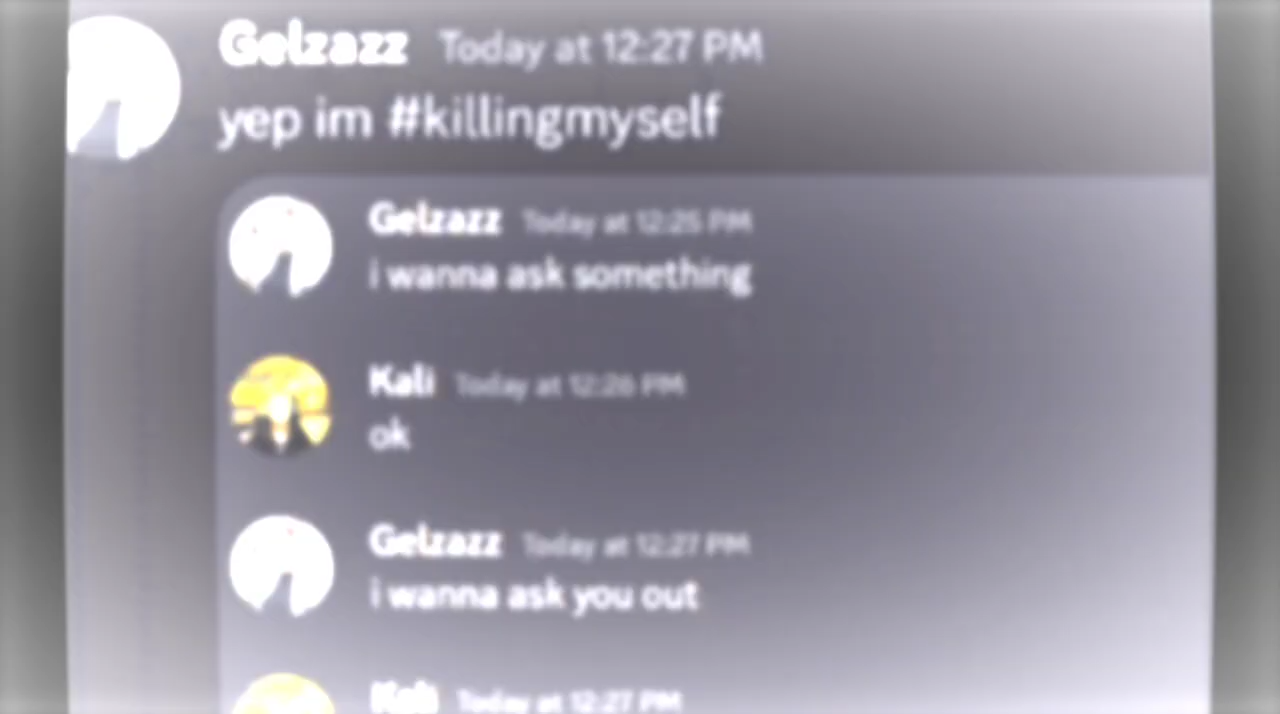 Gelzazz Today at 12:27 PM
yep im #killingmyself
Gelzazz Today at 12:25 PM
i wanna ask something
Kali Today at 12:26 PM
ok
Gelzazz Today at 12:27 PM
i wanna ask you out
Kali Today at 12:27 PM